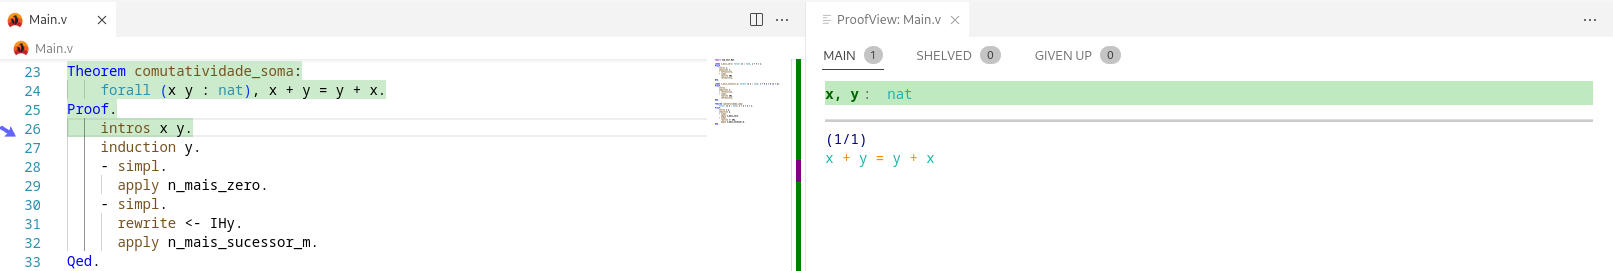 Main.v
Main.v
23 Theorem comutatividade_soma:
24 forall (x y : nat), x + y = y + x.
25 Proof.
26 intros x y.
27 induction y.
28 - simpl.
29 apply n_mais_zero.
30 - simpl.
31 rewrite <- IHy.
32 apply n_mais_sucessor_m.
33 Qed.
ProofView: Main.v
MAIN 1 SHELVED 0 GIVEN UP 0
x, y : nat
(1/1)
x + y = y + x